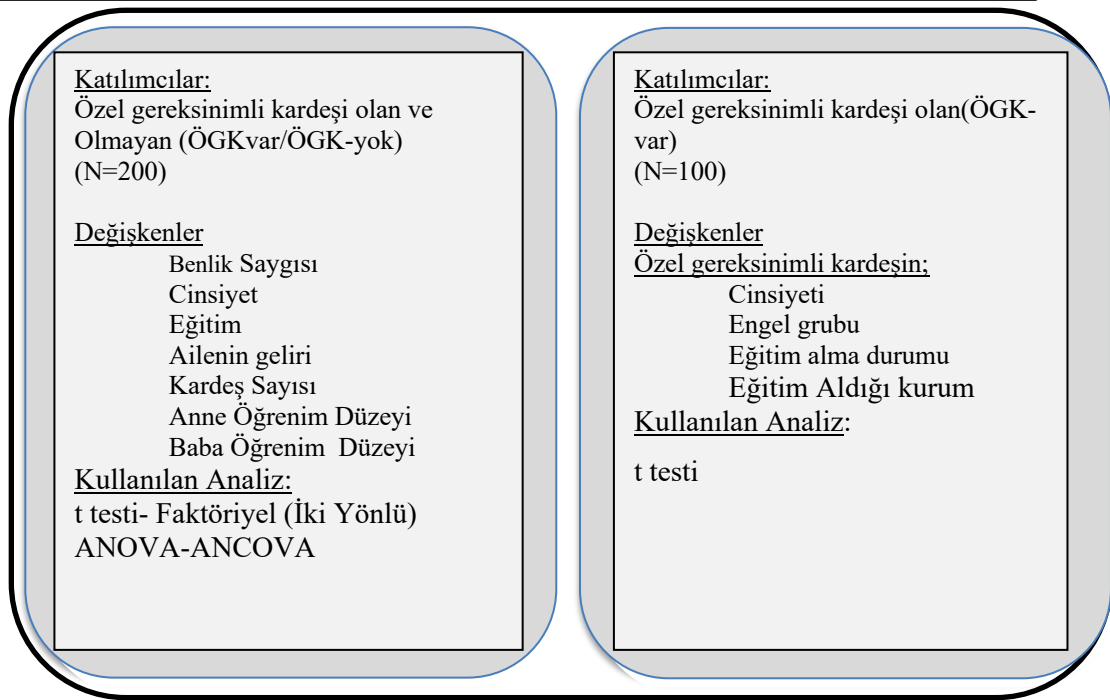 Katılımcılar:
Özel gereksinimli kardeşi olan ve
Olmayan (ÖGKvar/ÖGK-yok)
(N=200)
Değişkenler
Benlik Saygısı
Cinsiyet
Eğitim
Ailenin geliri
Kardeş Sayısı
Anne Öğrenim Düzeyi
Baba Öğrenim Düzeyi
Kullanılan Analiz:
t testi- Faktöriyel (İki Yönlü)
ANOVA-ANCOVA
Katılımcılar:
Özel gereksinimli kardeşi olan(ÖGK-
var)
(N=100)
Değişkenler
Özel gereksinimli kardeşin;
Cinsiyeti
Engel grubu
Eğitim alma durumu
Eğitim Aldığı kurum
Kullanılan Analiz:
t testi